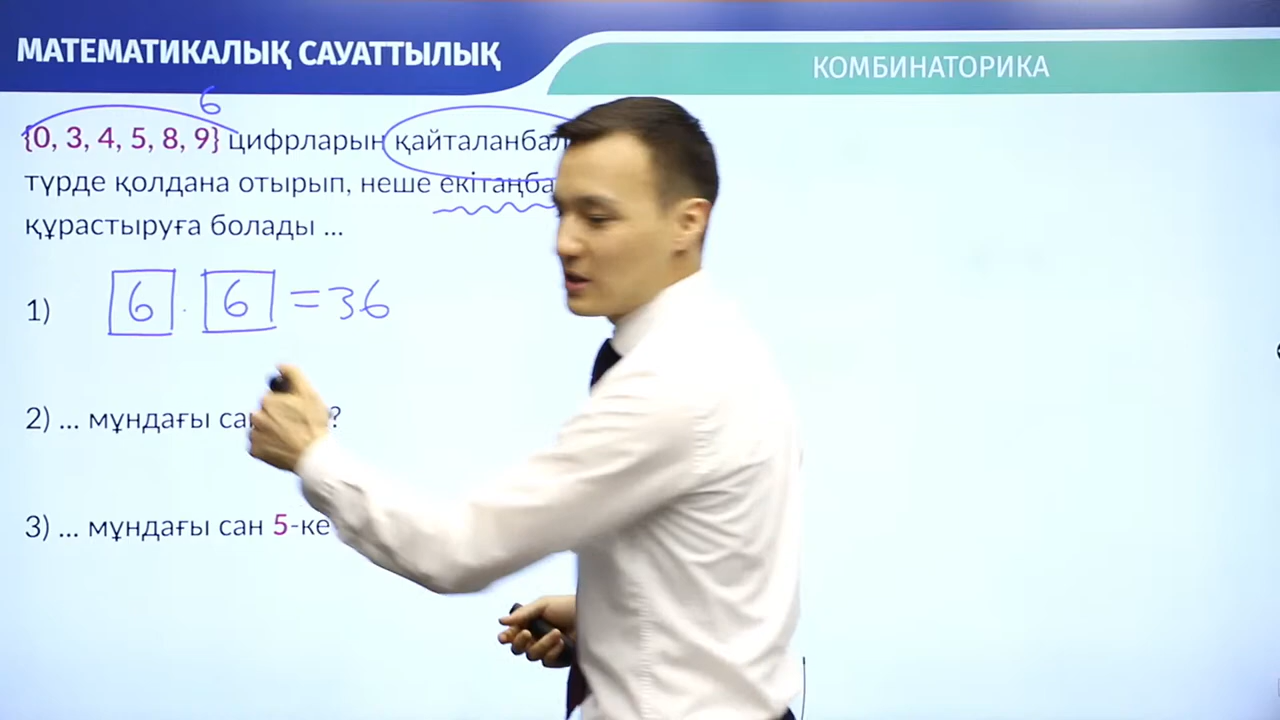 МАТЕМАТИКАЛЫҚ САУАТТЫЛЫҚ
КОМБИНАТОРИКА
6
{0, 3, 4, 5, 8, 9} цифрларын
түрде қолдана отырып, неше
құрастыруға болады ...
1) 6 · 6 = 36
2) ... мұндағы ?
3) ... мұндағы сан 5-ке